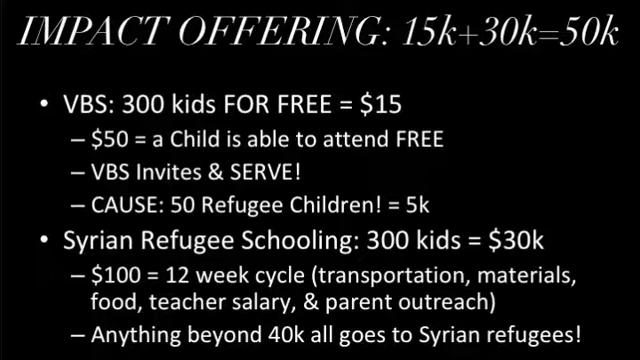 IMPACT OFFERING: 15k+30k=50k
• VBS: 300 kids FOR FREE = $15
– $50 = a Child is able to attend FREE
– VBS Invites & SERVE!
– CAUSE: 50 Refugee Children! = 5k
• Syrian Refugee Schooling: 300 kids = $30k
– $100 = 12 week cycle (transportation, materials,
food, teacher salary, & parent outreach)
– Anything beyond 40k all goes to Syrian refugees!